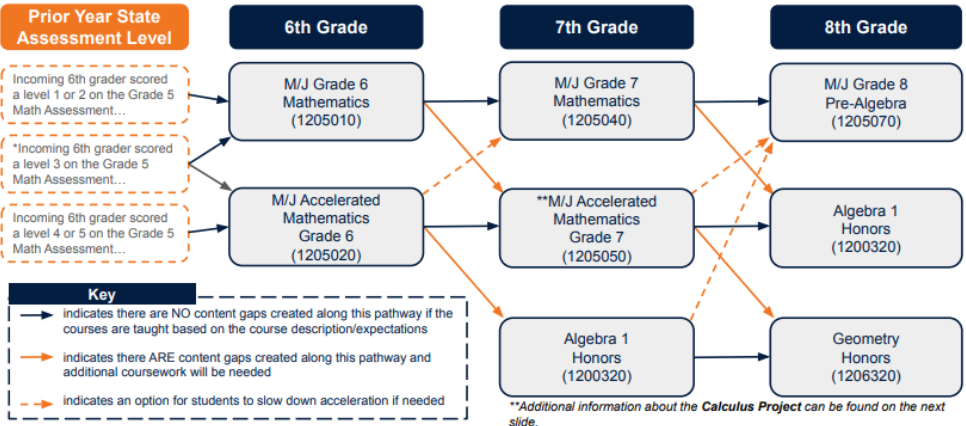 Prior Year State
Assessment Level
6th Grade
7th Grade
8th Grade
Incoming 6th grader scored
a level 1 or 2 on the Grade 5
Math Assessment…
*Incoming 6th grader scored
a level 3 on the Grade 5
Math Assessment…
Incoming 6th grader scored
a level 4 or 5 on the Grade 5
Math Assessment…
M/J Grade 6
Mathematics
(1205010)
M/J Accelerated
Mathematics
Grade 6
(1205020)
M/J Grade 7
Mathematics
(1205040)
**M/J Accelerated
Mathematics
Grade 7
(1205050)
Algebra 1
Honors
(1200320)
M/J Grade 8
Pre-Algebra
(1205070)
Algebra 1
Honors
(1200320)
Geometry
Honors
(1206320)
Key
indicates there are NO content gaps created along this pathway if the
courses are taught based on the course description/expectations
indicates there ARE content gaps created along this pathway and
additional coursework will be needed
indicates an option for students to slow down acceleration if needed
**Additional information about the Calculus Project can be found on the next
slide.